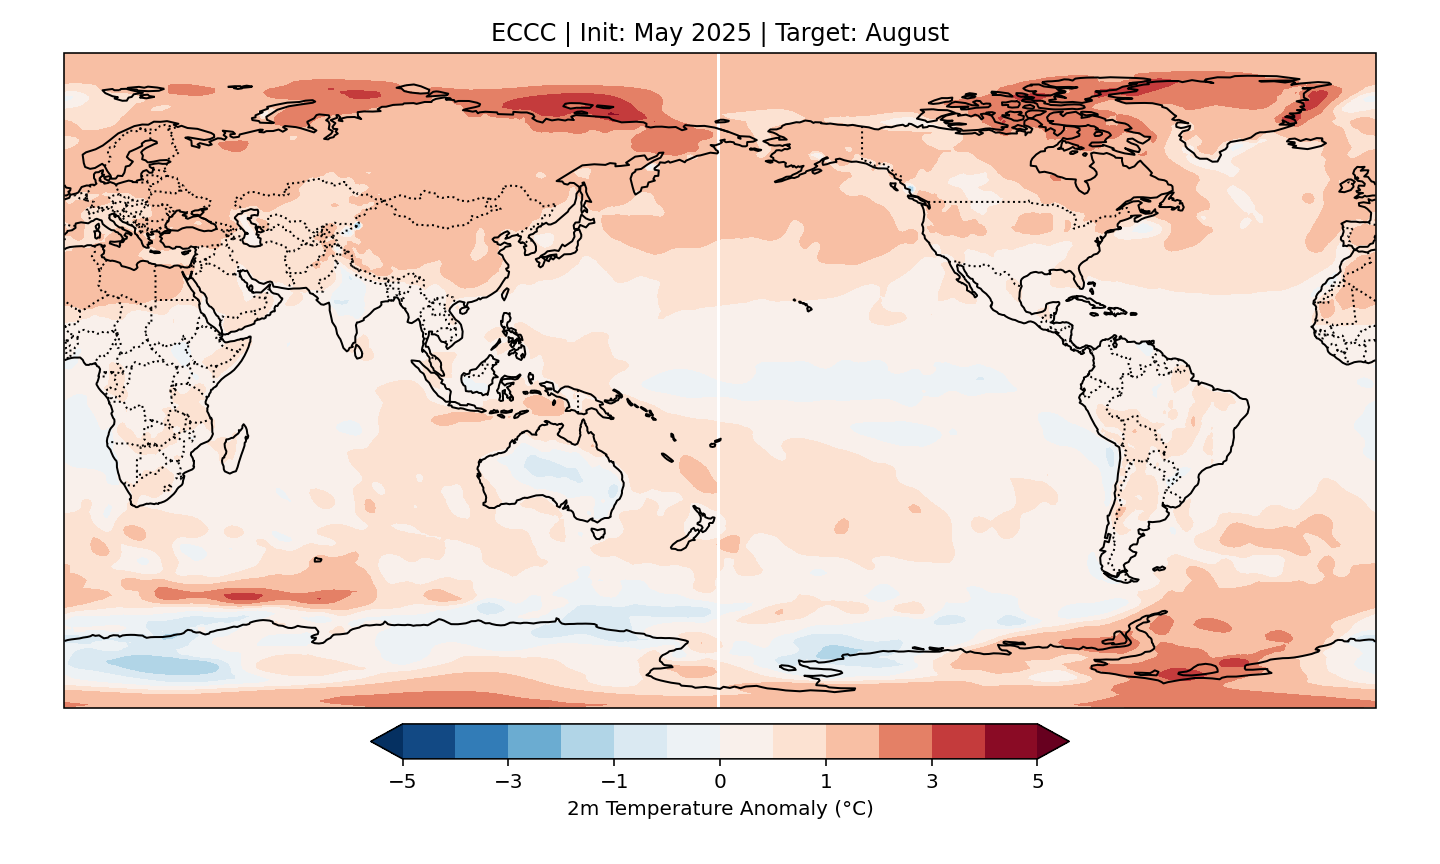 ECCC | Init: May 2025 | Target: August
−5 −3 −1 0 1 3 5
2m Temperature Anomaly (°C)